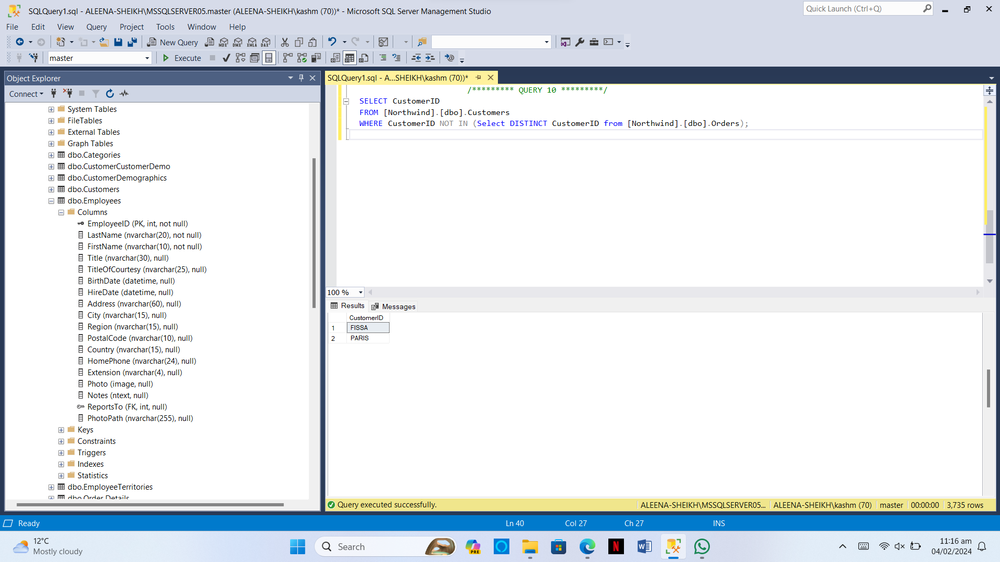 SQLQuery1.sql - ALEENA-SHEIKH\MSSQLSERVER05.master (ALEENA-SHEIKH\kashm (70))* - Microsoft SQL Server Management Studio
Quick Launch (Ctrl+Q)
File Edit View Query Project Tools Window Help
New Query MDX DMX XMLA DAX
master Execute
Object Explorer
SQLQuery1.sql - A...SHEIKH\kashm (70))*
Connect
System Tables
FileTables
External Tables
Graph Tables
dbo.Categories
dbo.CustomerCustomerDemo
dbo.CustomerDemographics
dbo.Customers
dbo.Employees
Columns
EmployeeID (PK, int, not null)
LastName (nvarchar(20), not null)
FirstName (nvarchar(10), not null)
Title (nvarchar(30), null)
TitleOfCourtesy (nvarchar(25), null)
BirthDate (datetime, null)
HireDate (datetime, null)
Address (nvarchar(60), null)
City (nvarchar(15), null)
Region (nvarchar(15), null)
PostalCode (nvarchar(10), null)
Country (nvarchar(15), null)
HomePhone (nvarchar(24), null)
Extension (nvarchar(4), null)
Photo (image, null)
Notes (ntext, null)
ReportsTo (FK, int, null)
PhotoPath (nvarchar(255), null)
Keys
Constraints
Triggers
Indexes
Statistics
dbo.EmployeeTerritories
dbo.Order Details
/********* QUERY 10 *********/
SELECT CustomerID
FROM [Northwind].[dbo].Customers
WHERE CustomerID NOT IN (Select DISTINCT CustomerID from [Northwind].[dbo].Orders);
100 %
Results Messages
CustomerID
1 FISSA
2 PARIS
Query executed successfully. ALEENA-SHEIKH\MSSQLSERVER05... ALEENA-SHEIKH\kashm (70) master 00:00:00 3,735 rows
Ready Ln 40 Col 27 Ch 27 INS
12°C
Mostly cloudy
Search
PRE
N
W
11:16 am
04/02/2024